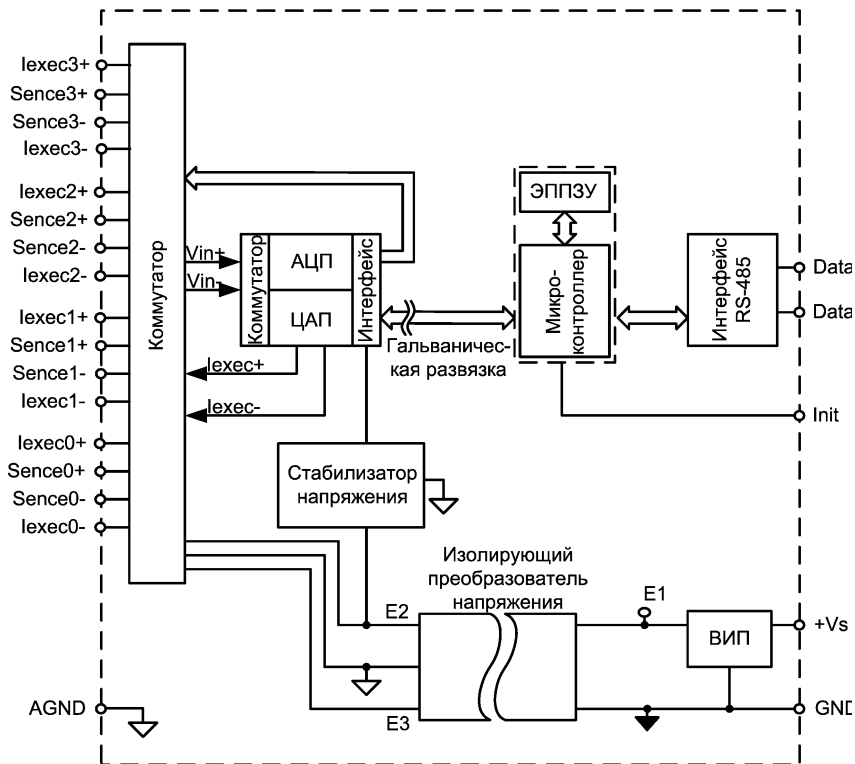 Iexec3+
Sence3+
Sence3-
Iexec3-
Iexec2+
Sence2+
Sence2-
Iexec2-
Iexec1+
Sence1+
Sence1-
Iexec1-
Iexec0+
Sence0+
Sence0-
Iexec0-
AGND
Коммутатор
Vin+
Vin-
Iexec+
Iexec-
Коммутатор
АЦП
ЦАП
Интерфейс
Гальваничес-
кая развязка
ЭППЗУ
Микро-
контроллер
Интерфейс
RS-485
Data
Data
Init
Стабилизатор
напряжения
Изолирующий
преобразователь
напряжения
E2
E3
E1
ВИП
+Vs
GND